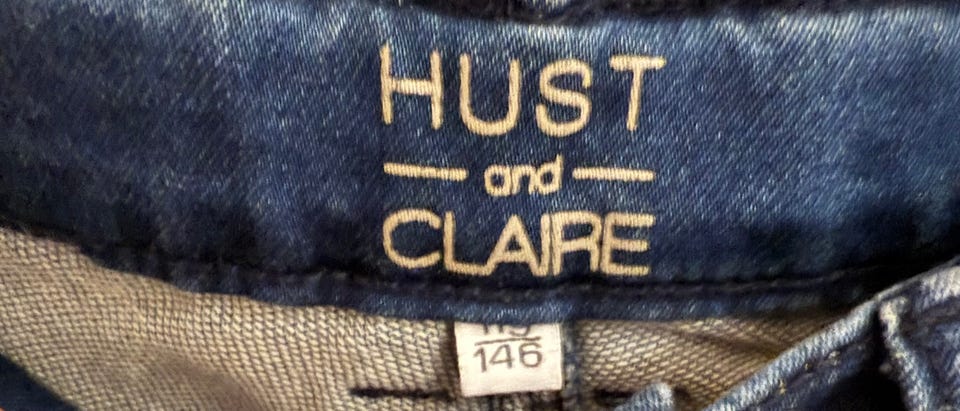 HUST
and
CLAIRE
146